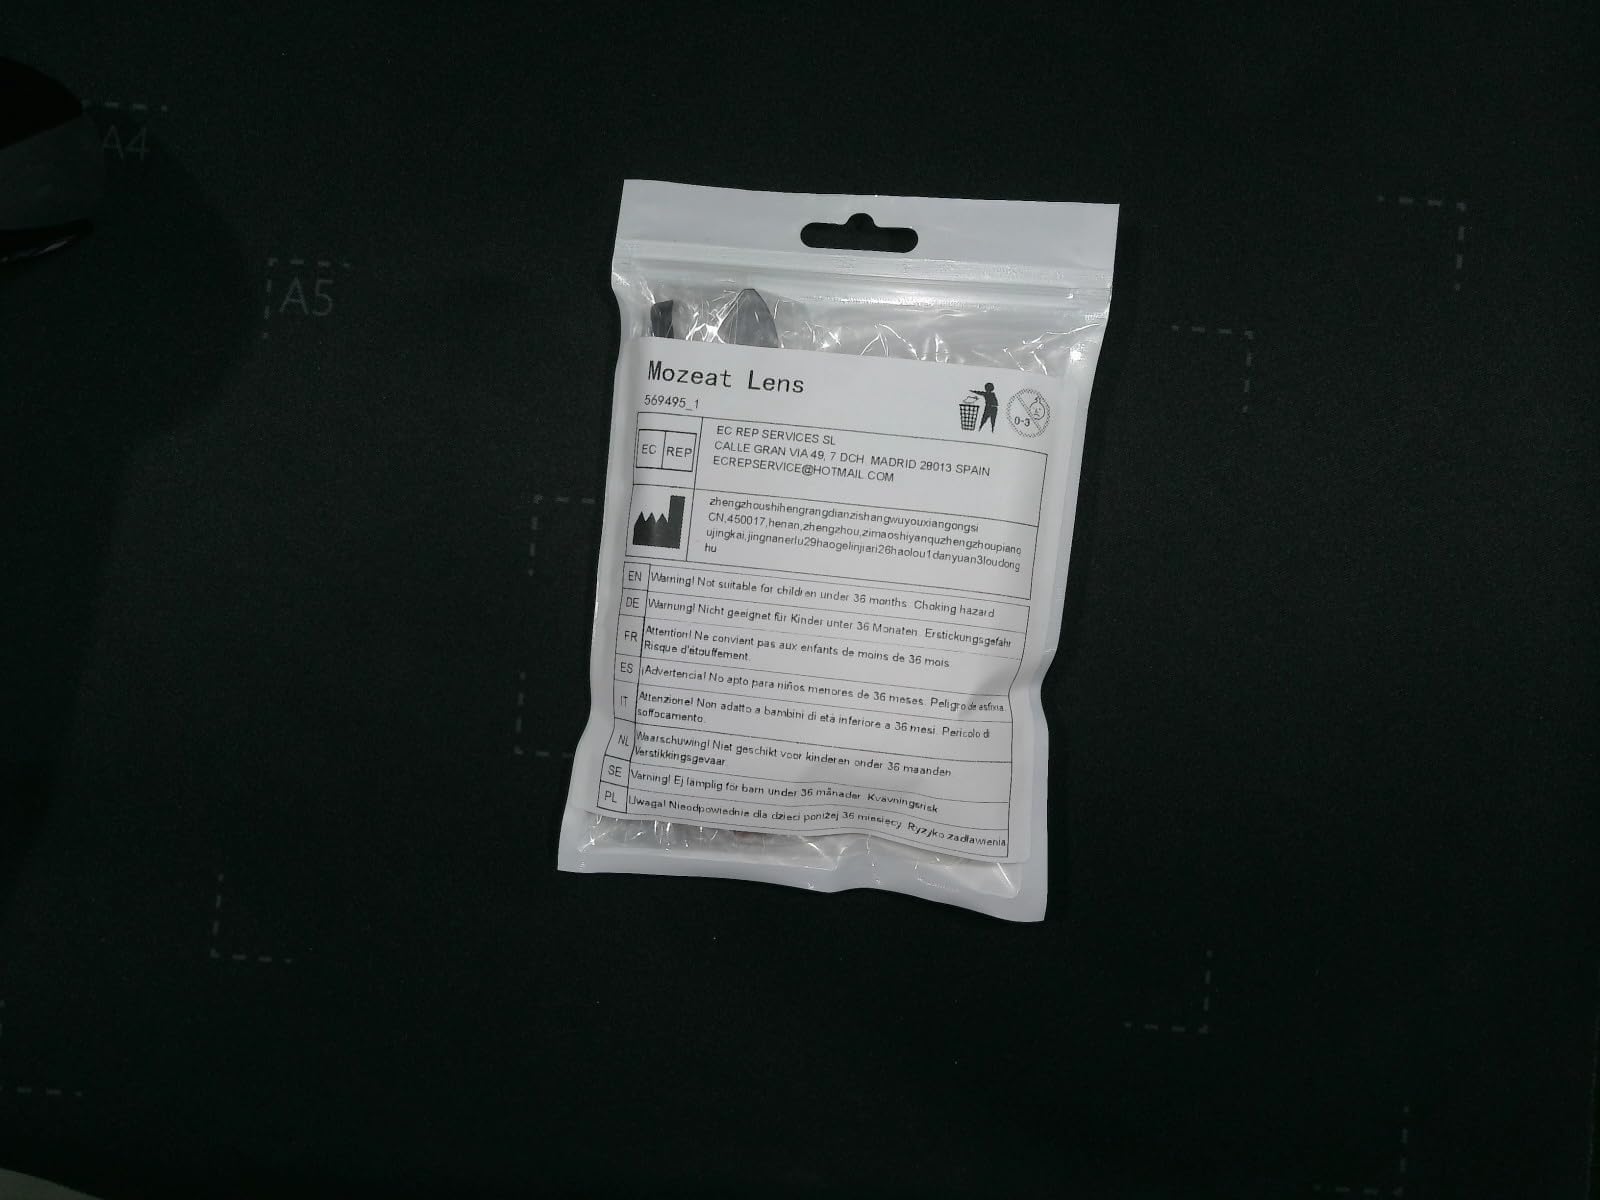 A4
A5
Mozeat Lens
569495_1
0-3
EC REP
EC REP SERVICES SL
CALLE GRAN VIA 49, 7 DCH MADRID 28013 SPAIN
ECREPSERVICE@HOTMAIL.COM
zhengzhoushihengrangdianzishangwuyouxiangongsi
CN,450017,henan,zhengzhou,zimaoshiyanquzhengzhoupianq
ujingkai,jingnanerlu29haogelinjian26haolou1danyuan3loudong
hu
EN Warning! Not suitable for children under 36 months. Choking hazard
DE Warnung! Nicht geeignet für Kinder unter 36 Monaten. Erstickungsgefahr
FR Attention! Ne convient pas aux enfants de moins de 36 mois.
Risque d'étouffement.
ES ¡Advertencia! No apto para niños menores de 36 meses. Peligro de asfixia.
IT Attenzione! Non adatto a bambini di età inferiore a 36 mesi. Pericolo di
soffocamento.
NL Waarschuwing! Niet geschikt voor kinderen onder 36 maanden.
Verstikkingsgevaar.
SE Varning! Ej lämplig för barn under 36 månader. Kvävningsrisk
PL Uwaga! Nieodpowiednie dla dzieci poniżej 36 miesięcy. Ryzyko zadławienia